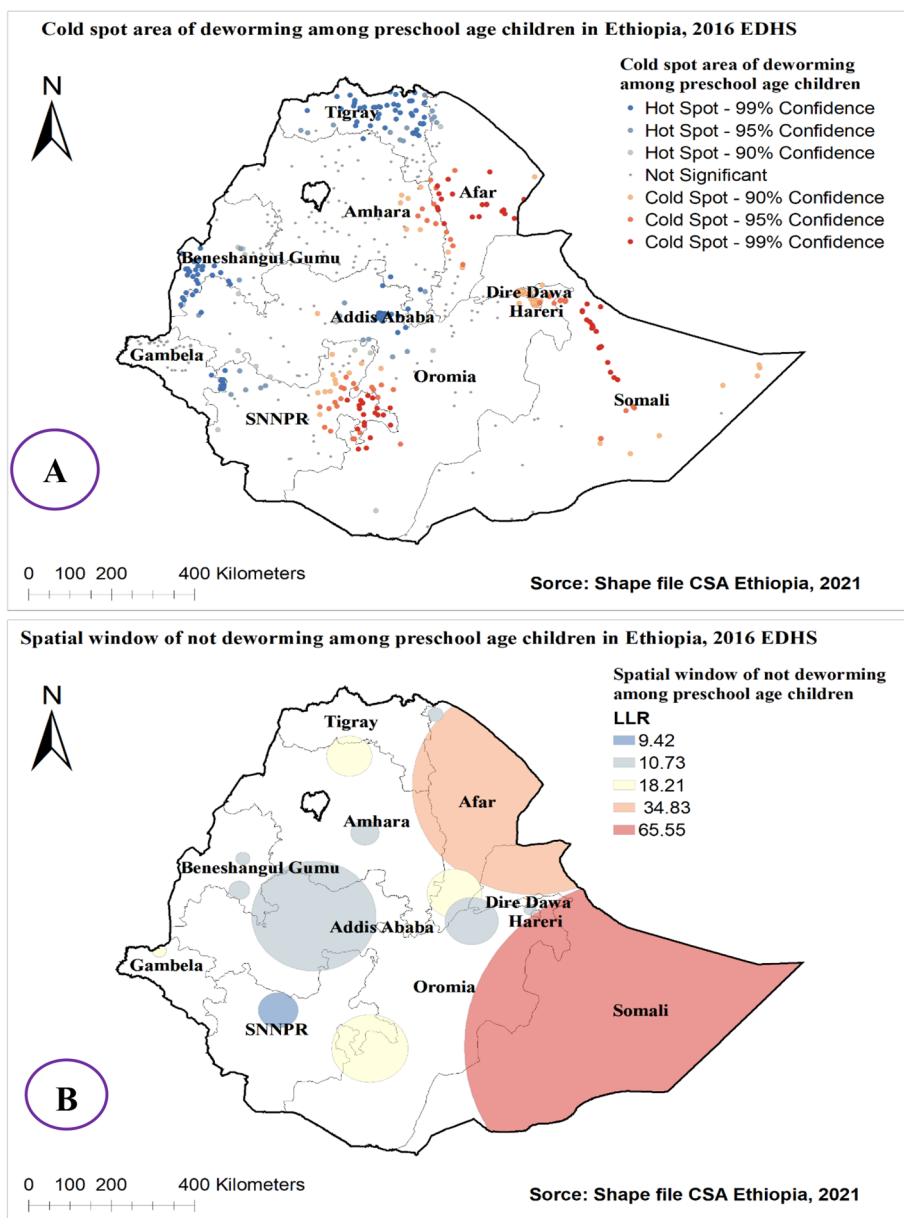 Cold spot area of deworming among preschool age children in Ethiopia, 2016 EDHS
N
Cold spot area of deworming
among preschool age children
Hot Spot - 99% Confidence
Hot Spot - 95% Confidence
Hot Spot - 90% Confidence
Not Significant
Cold Spot - 90% Confidence
Cold Spot - 95% Confidence
Cold Spot - 99% Confidence
Tigray
Afar
Amhara
Beneshangul Gumu
Dire Dawa
Hareri
Addis Ababa
Gambela
Oromia
Somali
SNNPR
A
0 100 200 400 Kilometers
Sorce: Shape file CSA Ethiopia, 2021
Spatial window of not deworming among preschool age children in Ethiopia, 2016 EDHS
N
Spatial window of not deworming
among preschool age children
LLR
9.42
10.73
18.21
34.83
65.55
Tigray
Afar
Amhara
Beneshangul Gumu
Dire Dawa
Hareri
Addis Ababa
Gambela
Oromia
Somali
SNNPR
B
0 100 200 400 Kilometers
Sorce: Shape file CSA Ethiopia, 2021